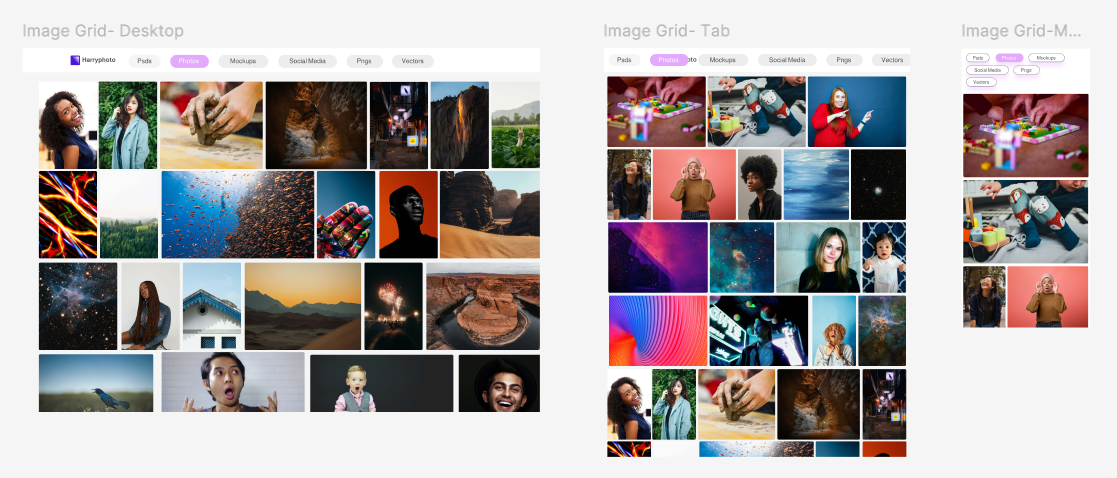 Image Grid- Desktop
Harryphoto
Psds
Photos
Mockups
Social Media
Pngs
Vectors
Image Grid- Tab
Psds
Photos
to
Mockups
Social Media
Pngs
Vectors
Image Grid-M...
Psds
Photos
Mockups
Social Media
Pngs
Vectors